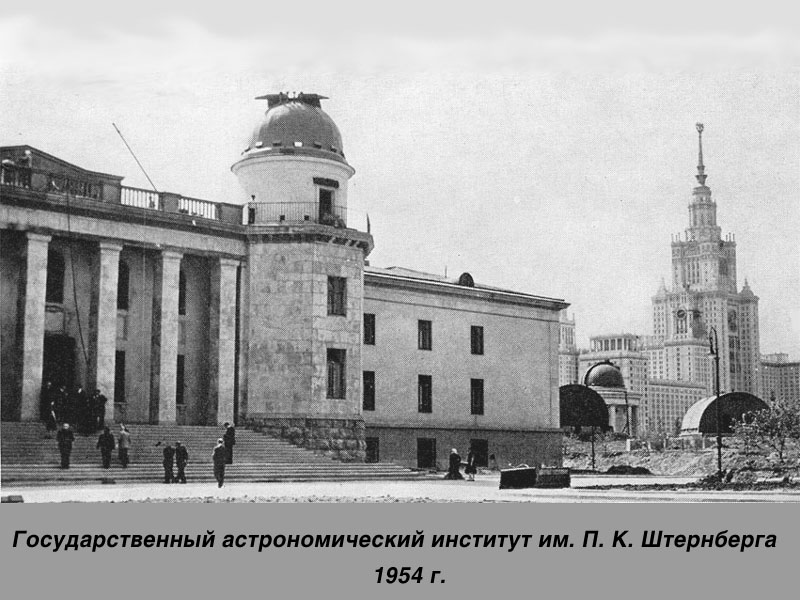 Государственный астрономический институт им. П. К. Штернберга
1954 г.